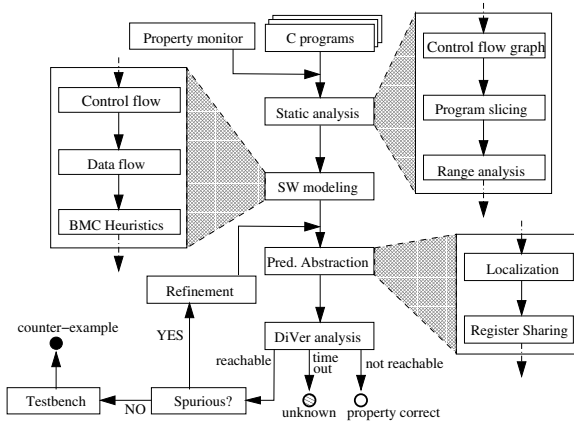 Property monitor
C programs
Control flow graph
Control flow
Static analysis
Program slicing
Data flow
Range analysis
SW modeling
BMC Heuristics
Pred. Abstraction
Localization
Refinement
counter−example
YES
DiVer analysis
Register Sharing
reachable
time
out
not reachable
Testbench
NO
Spurious?
unknown
property correct